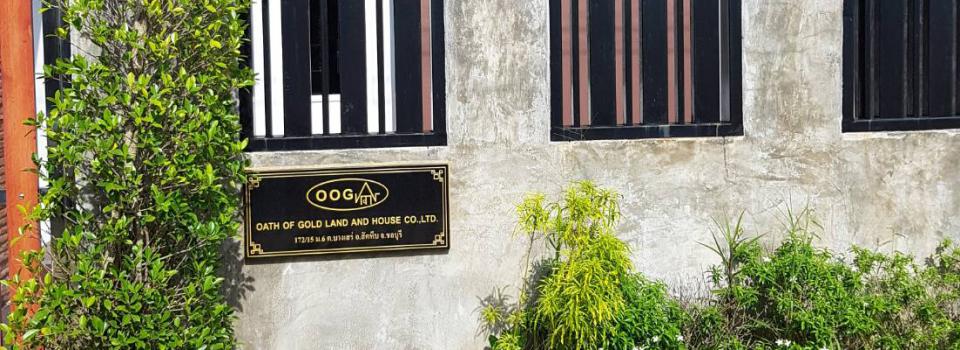 OOG
OATH OF GOLD LAND AND HOUSE CO.,LTD.
172/15 ม.6 ต.บางเสร่ อ.สัตหีบ จ.ชลบุรี